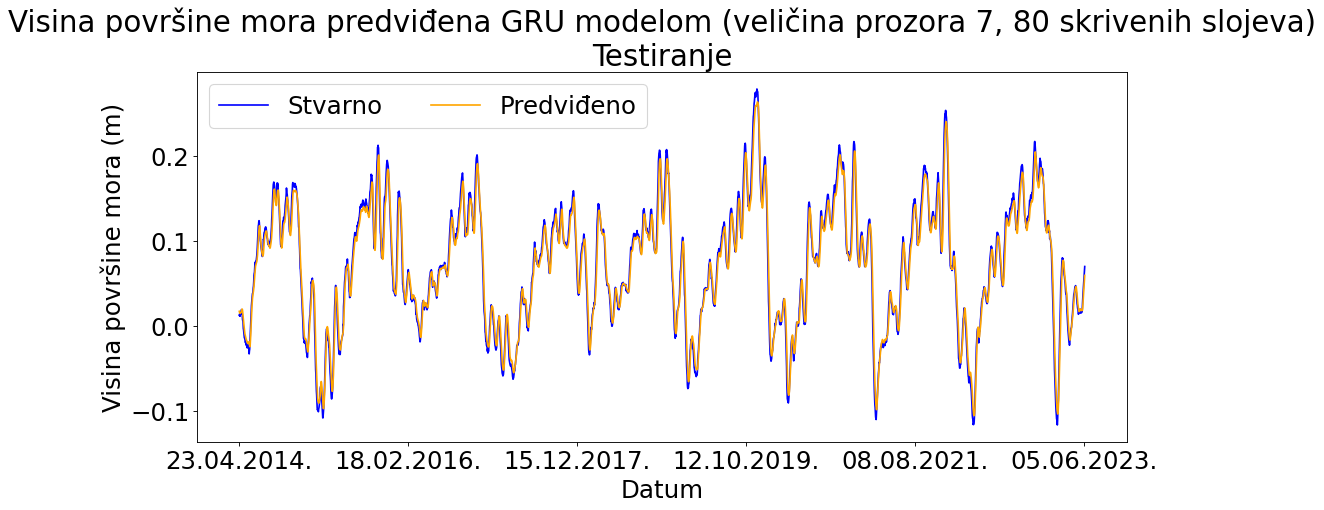 Visina površine mora predviđena GRU modelom (veličina prozora 7, 80 skrivenih slojeva)
Testiranje
Stvarno Predviđeno
Visina površine mora (m)
0.2
0.1
0.0
−0.1
23.04.2014. 18.02.2016. 15.12.2017. 12.10.2019. 08.08.2021. 05.06.2023.
Datum